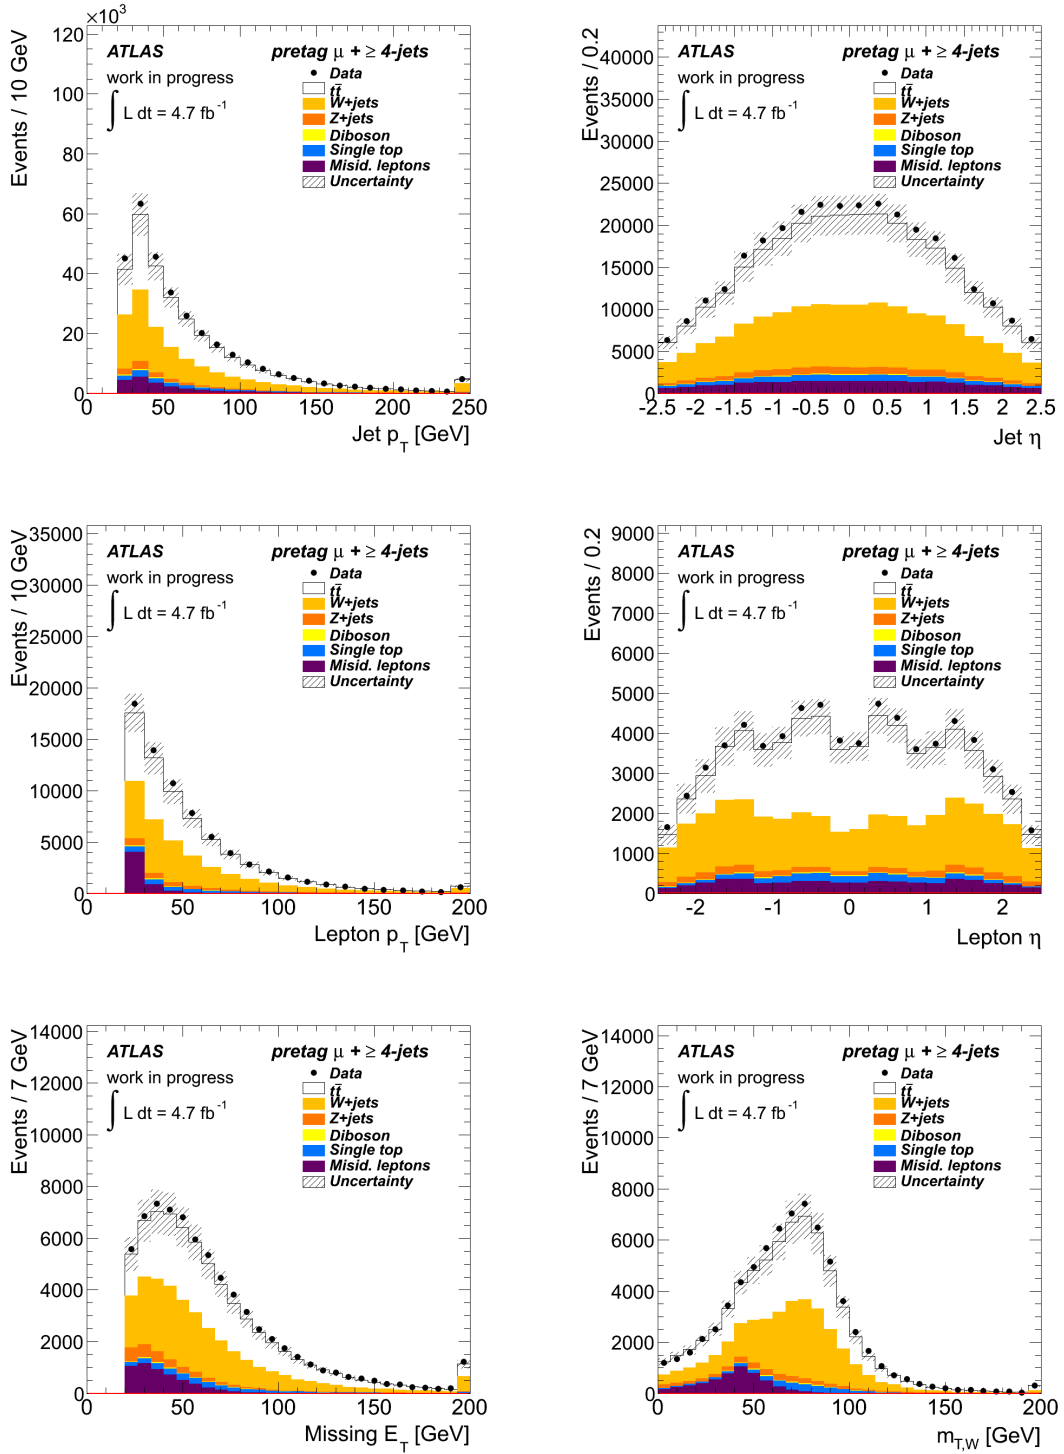 ×10³
Events / 10 GeV
120
100
80
60
40
20
0
ATLAS
work in progress
∫ L dt = 4.7 fb⁻¹
pretag μ + ≥ 4-jets
Data
tt̄
W+jets
Z+jets
Diboson
Single top
Misid. leptons
Uncertainty
0 50 100 150 200 250
Jet p_T [GeV]
Events / 0.2
40000
35000
30000
25000
20000
15000
10000
5000
0
ATLAS
work in progress
∫ L dt = 4.7 fb⁻¹
pretag μ + ≥ 4-jets
Data
tt̄
W+jets
Z+jets
Diboson
Single top
Misid. leptons
Uncertainty
-2.5 -2 -1.5 -1 -0.5 0 0.5 1 1.5 2 2.5
Jet η
Events / 10 GeV
35000
30000
25000
20000
15000
10000
5000
0
ATLAS
work in progress
∫ L dt = 4.7 fb⁻¹
pretag μ + ≥ 4-jets
Data
tt̄
W+jets
Z+jets
Diboson
Single top
Misid. leptons
Uncertainty
0 50 100 150 200
Lepton p_T [GeV]
Events / 0.2
9000
8000
7000
6000
5000
4000
3000
2000
1000
0
ATLAS
work in progress
∫ L dt = 4.7 fb⁻¹
pretag μ + ≥ 4-jets
Data
tt̄
W+jets
Z+jets
Diboson
Single top
Misid. leptons
Uncertainty
-2 -1 0 1 2
Lepton η
Events / 7 GeV
14000
12000
10000
8000
6000
4000
2000
0
ATLAS
work in progress
∫ L dt = 4.7 fb⁻¹
pretag μ + ≥ 4-jets
Data
tt̄
W+jets
Z+jets
Diboson
Single top
Misid. leptons
Uncertainty
0 50 100 150 200
Missing E_T [GeV]
Events / 7 GeV
14000
12000
10000
8000
6000
4000
2000
0
ATLAS
work in progress
∫ L dt = 4.7 fb⁻¹
pretag μ + ≥ 4-jets
Data
tt̄
W+jets
Z+jets
Diboson
Single top
Misid. leptons
Uncertainty
0 50 100 150 200
m_T,W [GeV]